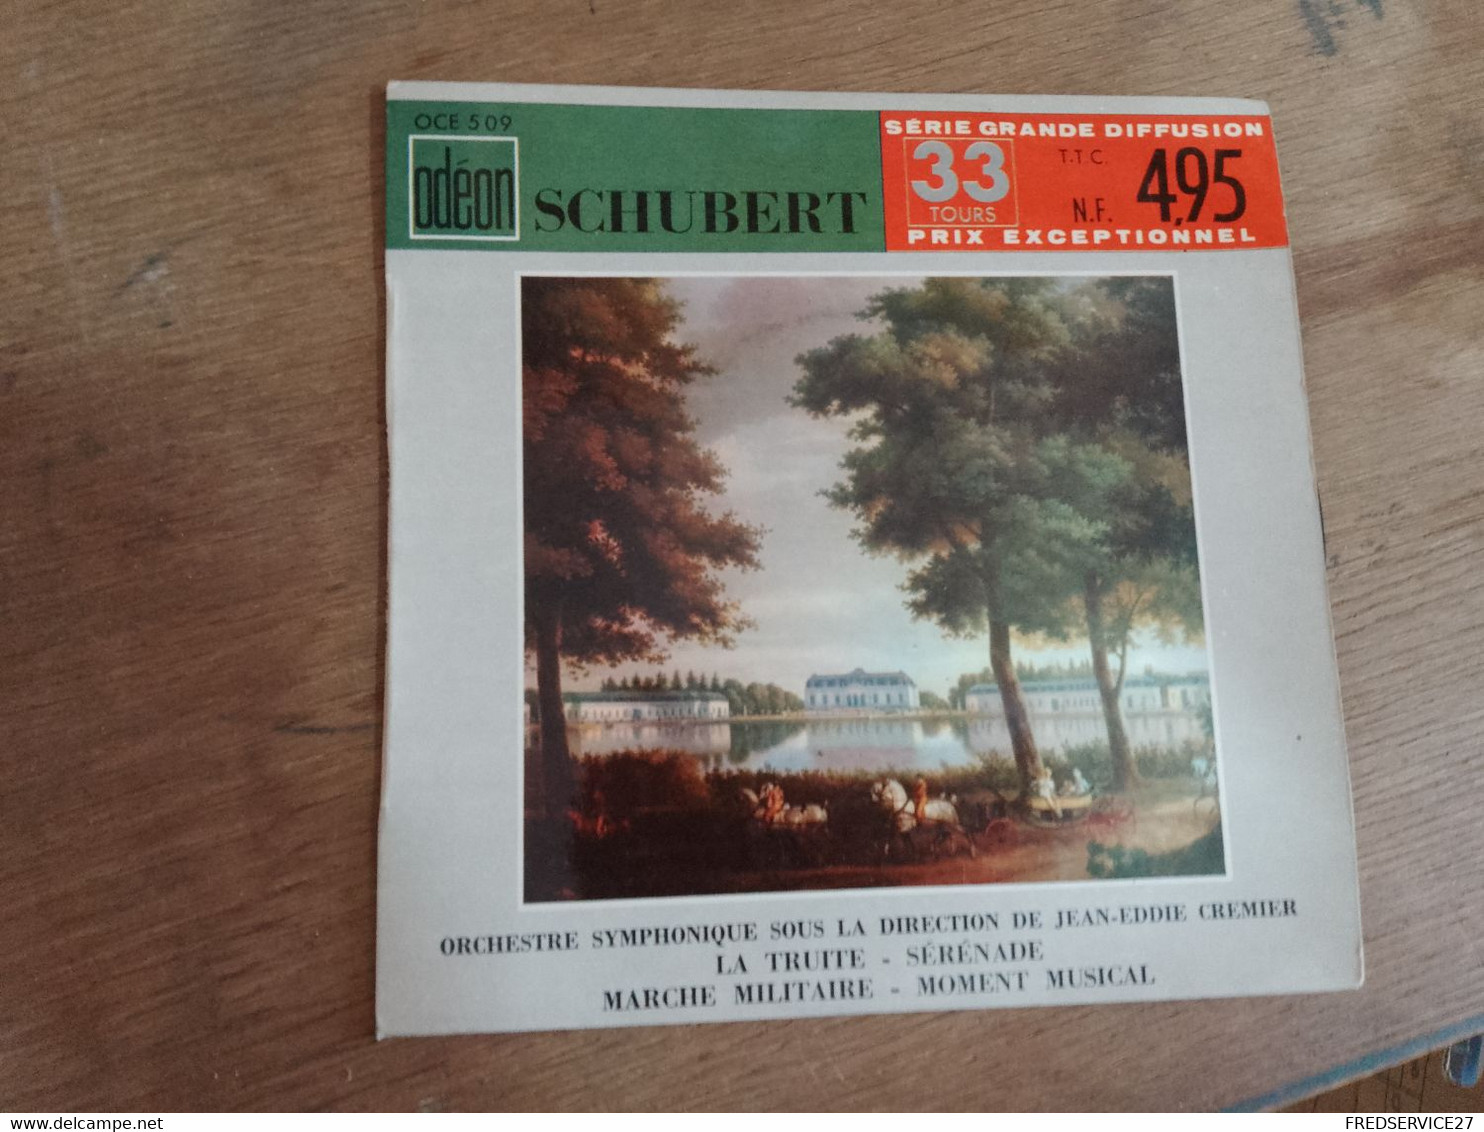 OCE 509
odéon
SCHUBERT
SÉRIE GRANDE DIFFUSION
33
TOURS
T.T.C.
N.F. 4,95
PRIX EXCEPTIONNEL
ORCHESTRE SYMPHONIQUE SOUS LA DIRECTION DE JEAN-EDDIE CREMIER
LA TRUITE - SÉRÉNADE
MARCHE MILITAIRE - MOMENT MUSICAL
www.delcampe.net
FREDSERVICE27